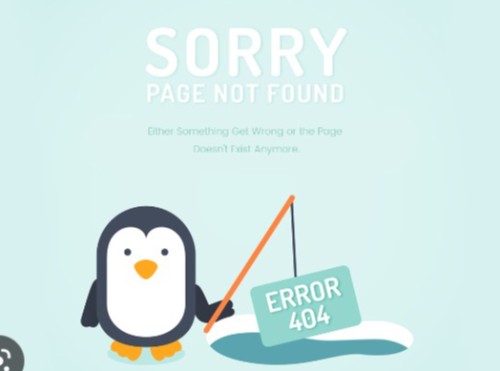 SORRY
PAGE NOT FOUND
Either Something Get Wrong or the Page
Doesn't Exist Anymore.
ERROR
404